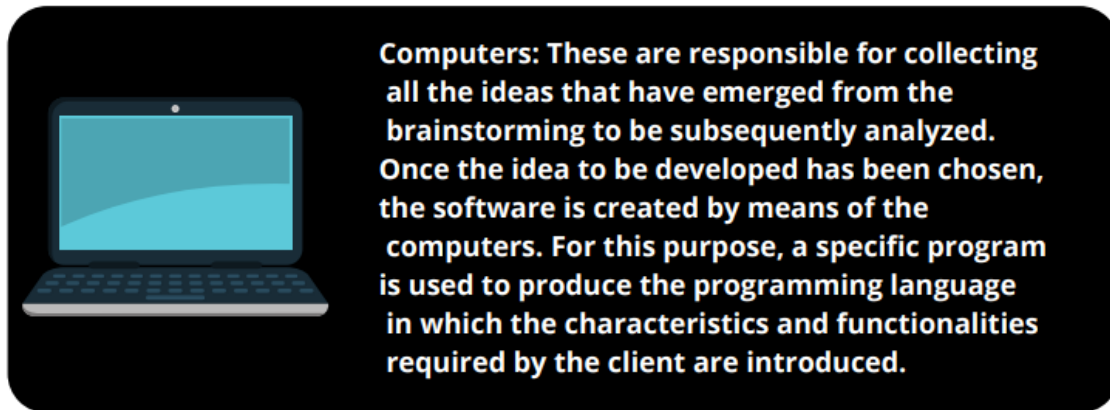 Computers: These are responsible for collecting
all the ideas that have emerged from the
brainstorming to be subsequently analyzed.
Once the idea to be developed has been chosen,
the software is created by means of the
computers. For this purpose, a specific program
is used to produce the programming language
in which the characteristics and functionalities
required by the client are introduced.